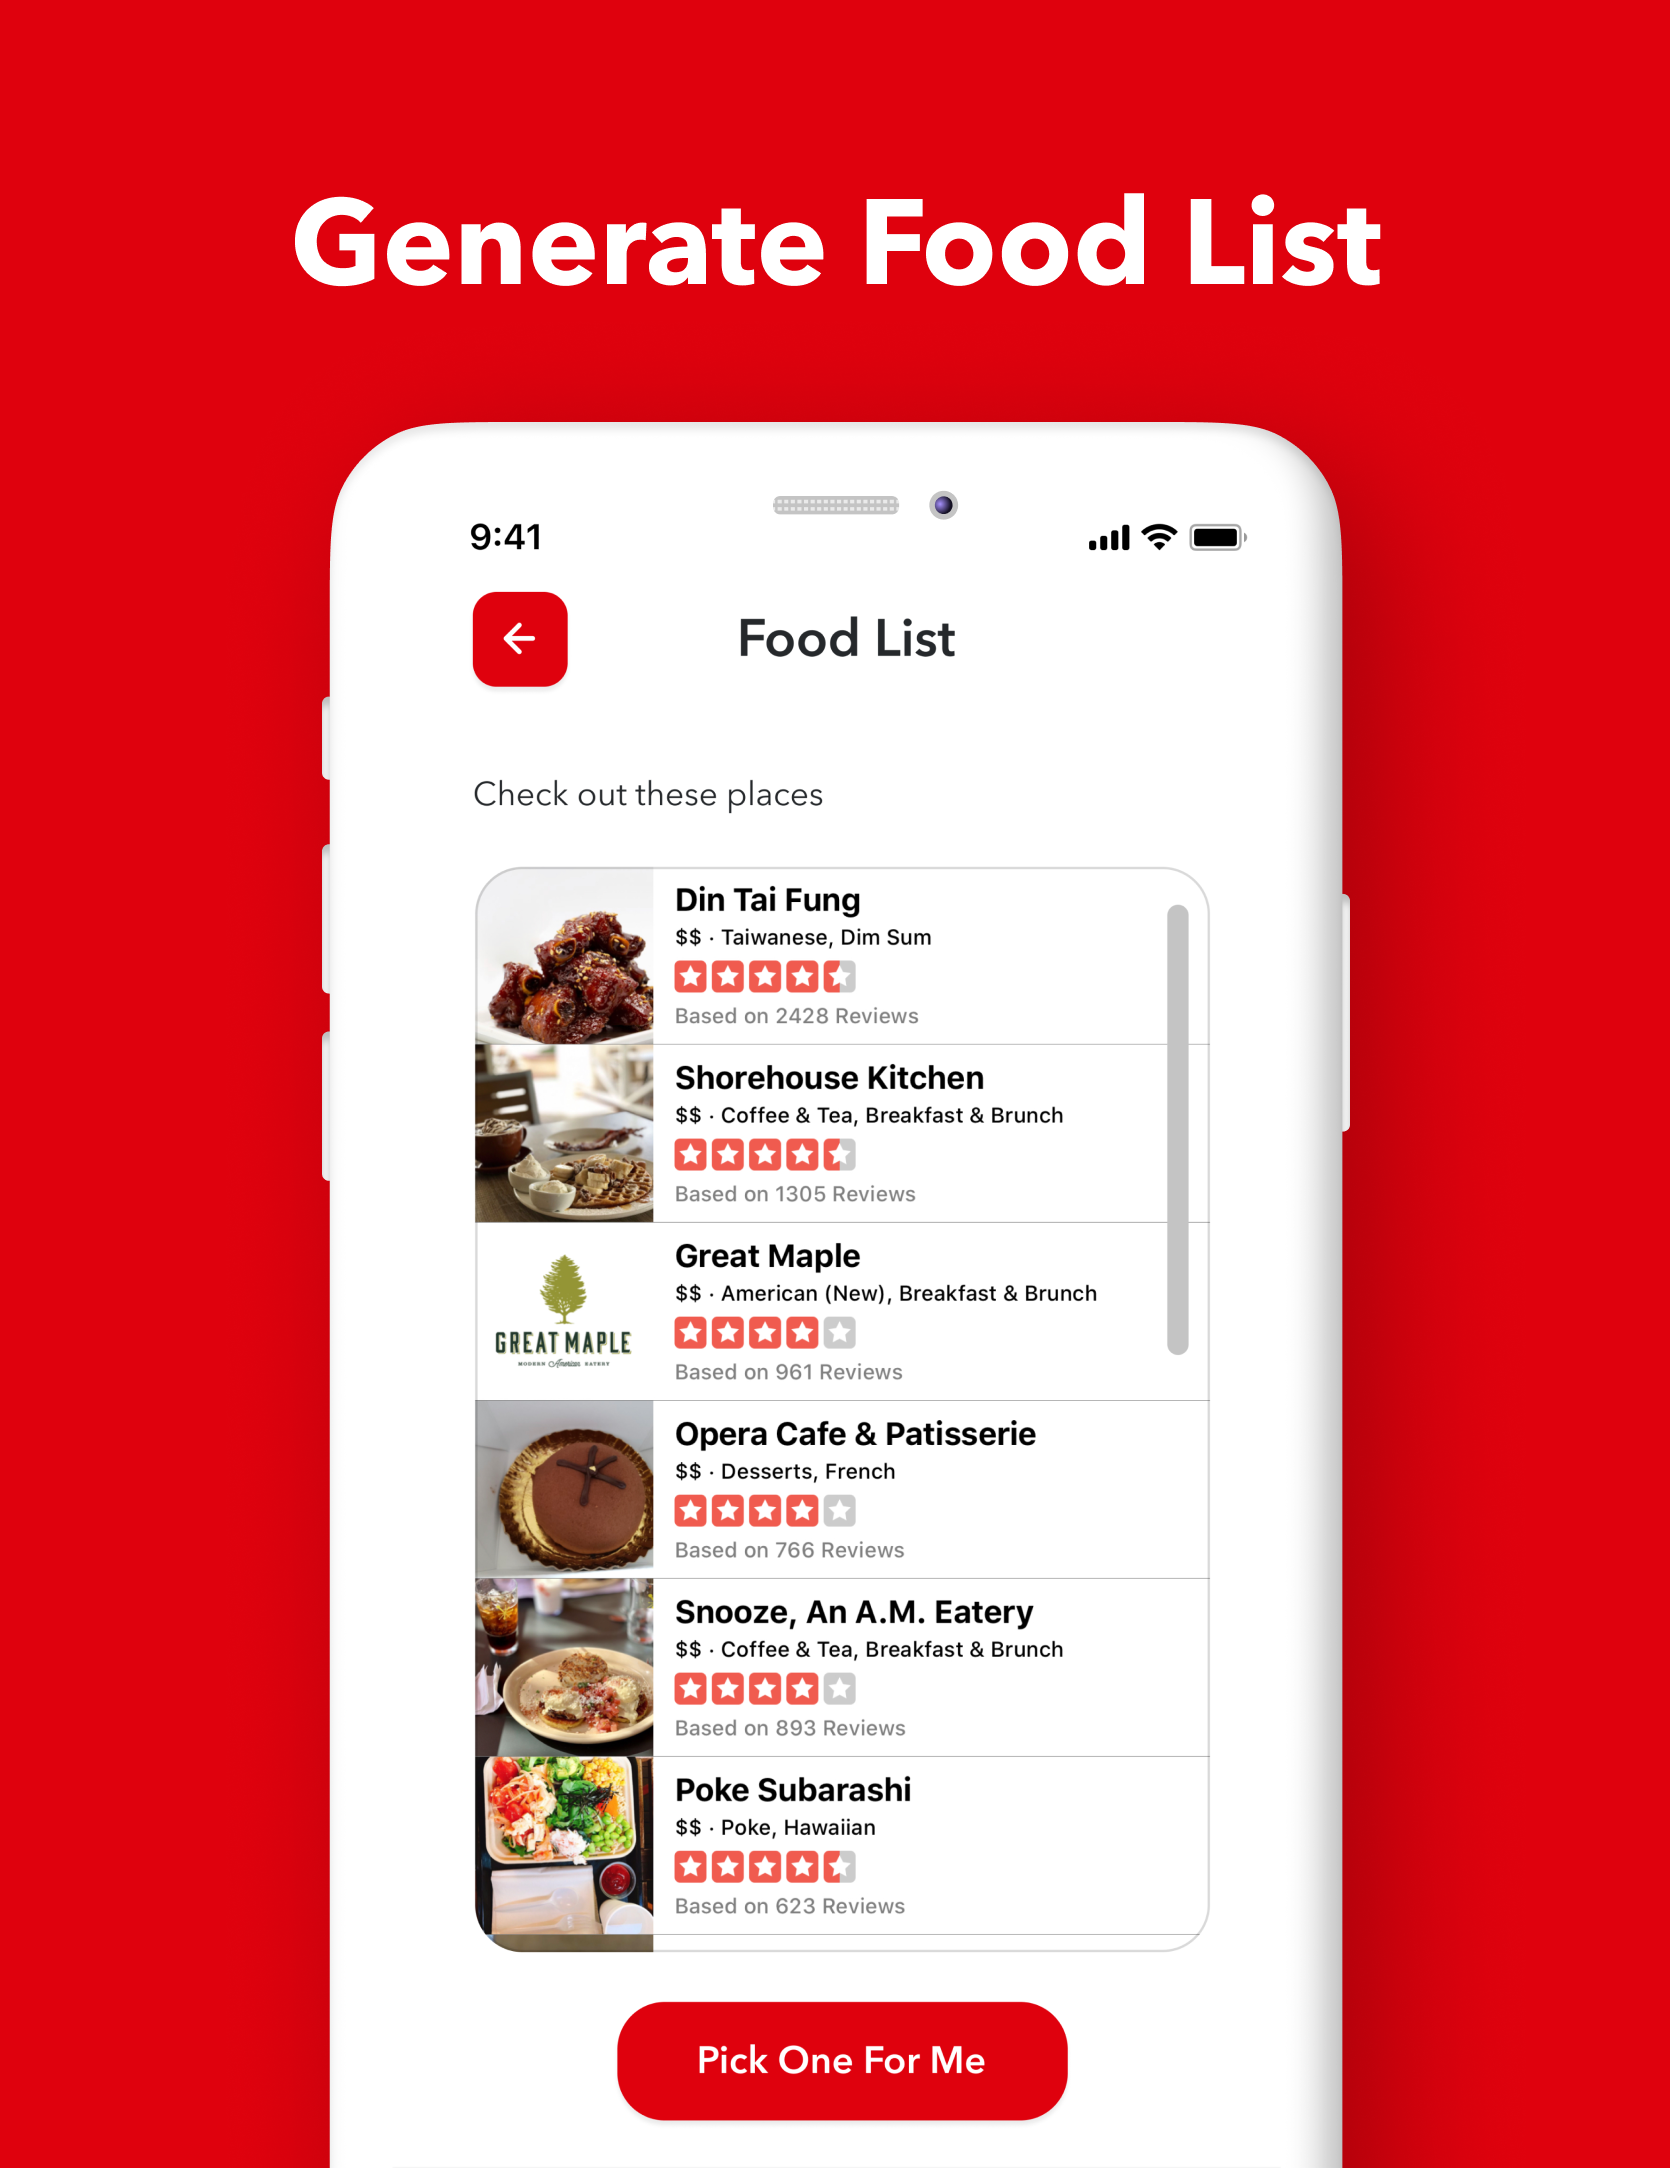 Generate Food List
9:41
Food List
Check out these places
Din Tai Fung
$$ · Taiwanese, Dim Sum
Based on 2428 Reviews
Shorehouse Kitchen
$$ · Coffee & Tea, Breakfast & Brunch
Based on 1305 Reviews
GREAT MAPLE
MODERN American EATERY
Great Maple
$$ · American (New), Breakfast & Brunch
Based on 961 Reviews
Opera Cafe & Patisserie
$$ · Desserts, French
Based on 766 Reviews
Snooze, An A.M. Eatery
$$ · Coffee & Tea, Breakfast & Brunch
Based on 893 Reviews
Poke Subarashi
$$ · Poke, Hawaiian
Based on 623 Reviews
Pick One For Me